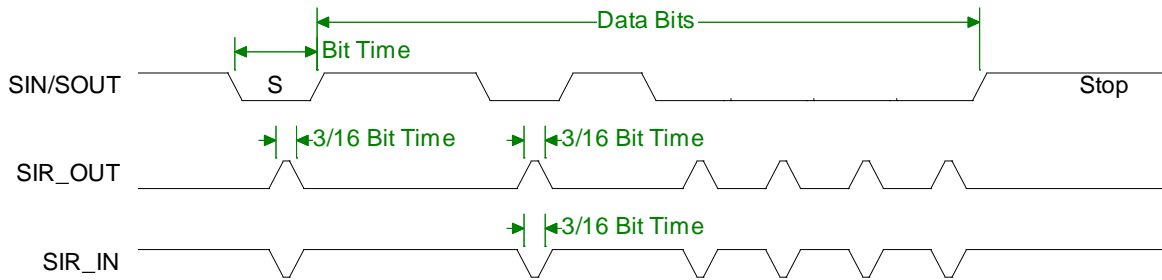 Data Bits
Bit Time
SIN/SOUT S Stop
3/16 Bit Time 3/16 Bit Time
SIR_OUT
3/16 Bit Time
SIR_IN